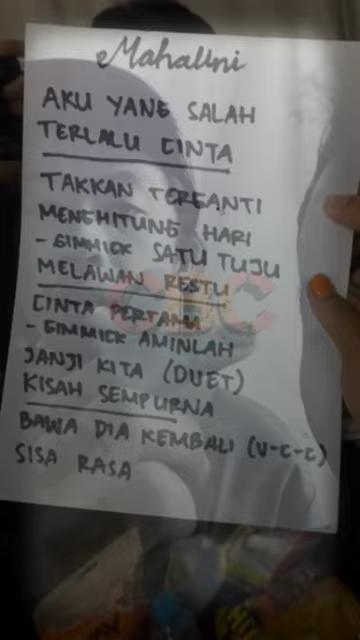 Mahalini
AKU YANG SALAH
TERLALU CINTA
TAKKAN TERGANTI
MENGHITUNG HARI
- GIMMICK SATU TUJU
MELAWAN RESTU
CINTA PERTAMA
- GIMMICK AMINLAH
JANJI KITA (DUET)
KISAH SEMPURNA
BAWA DIA KEMBALI (V-C-C)
SISA RASA